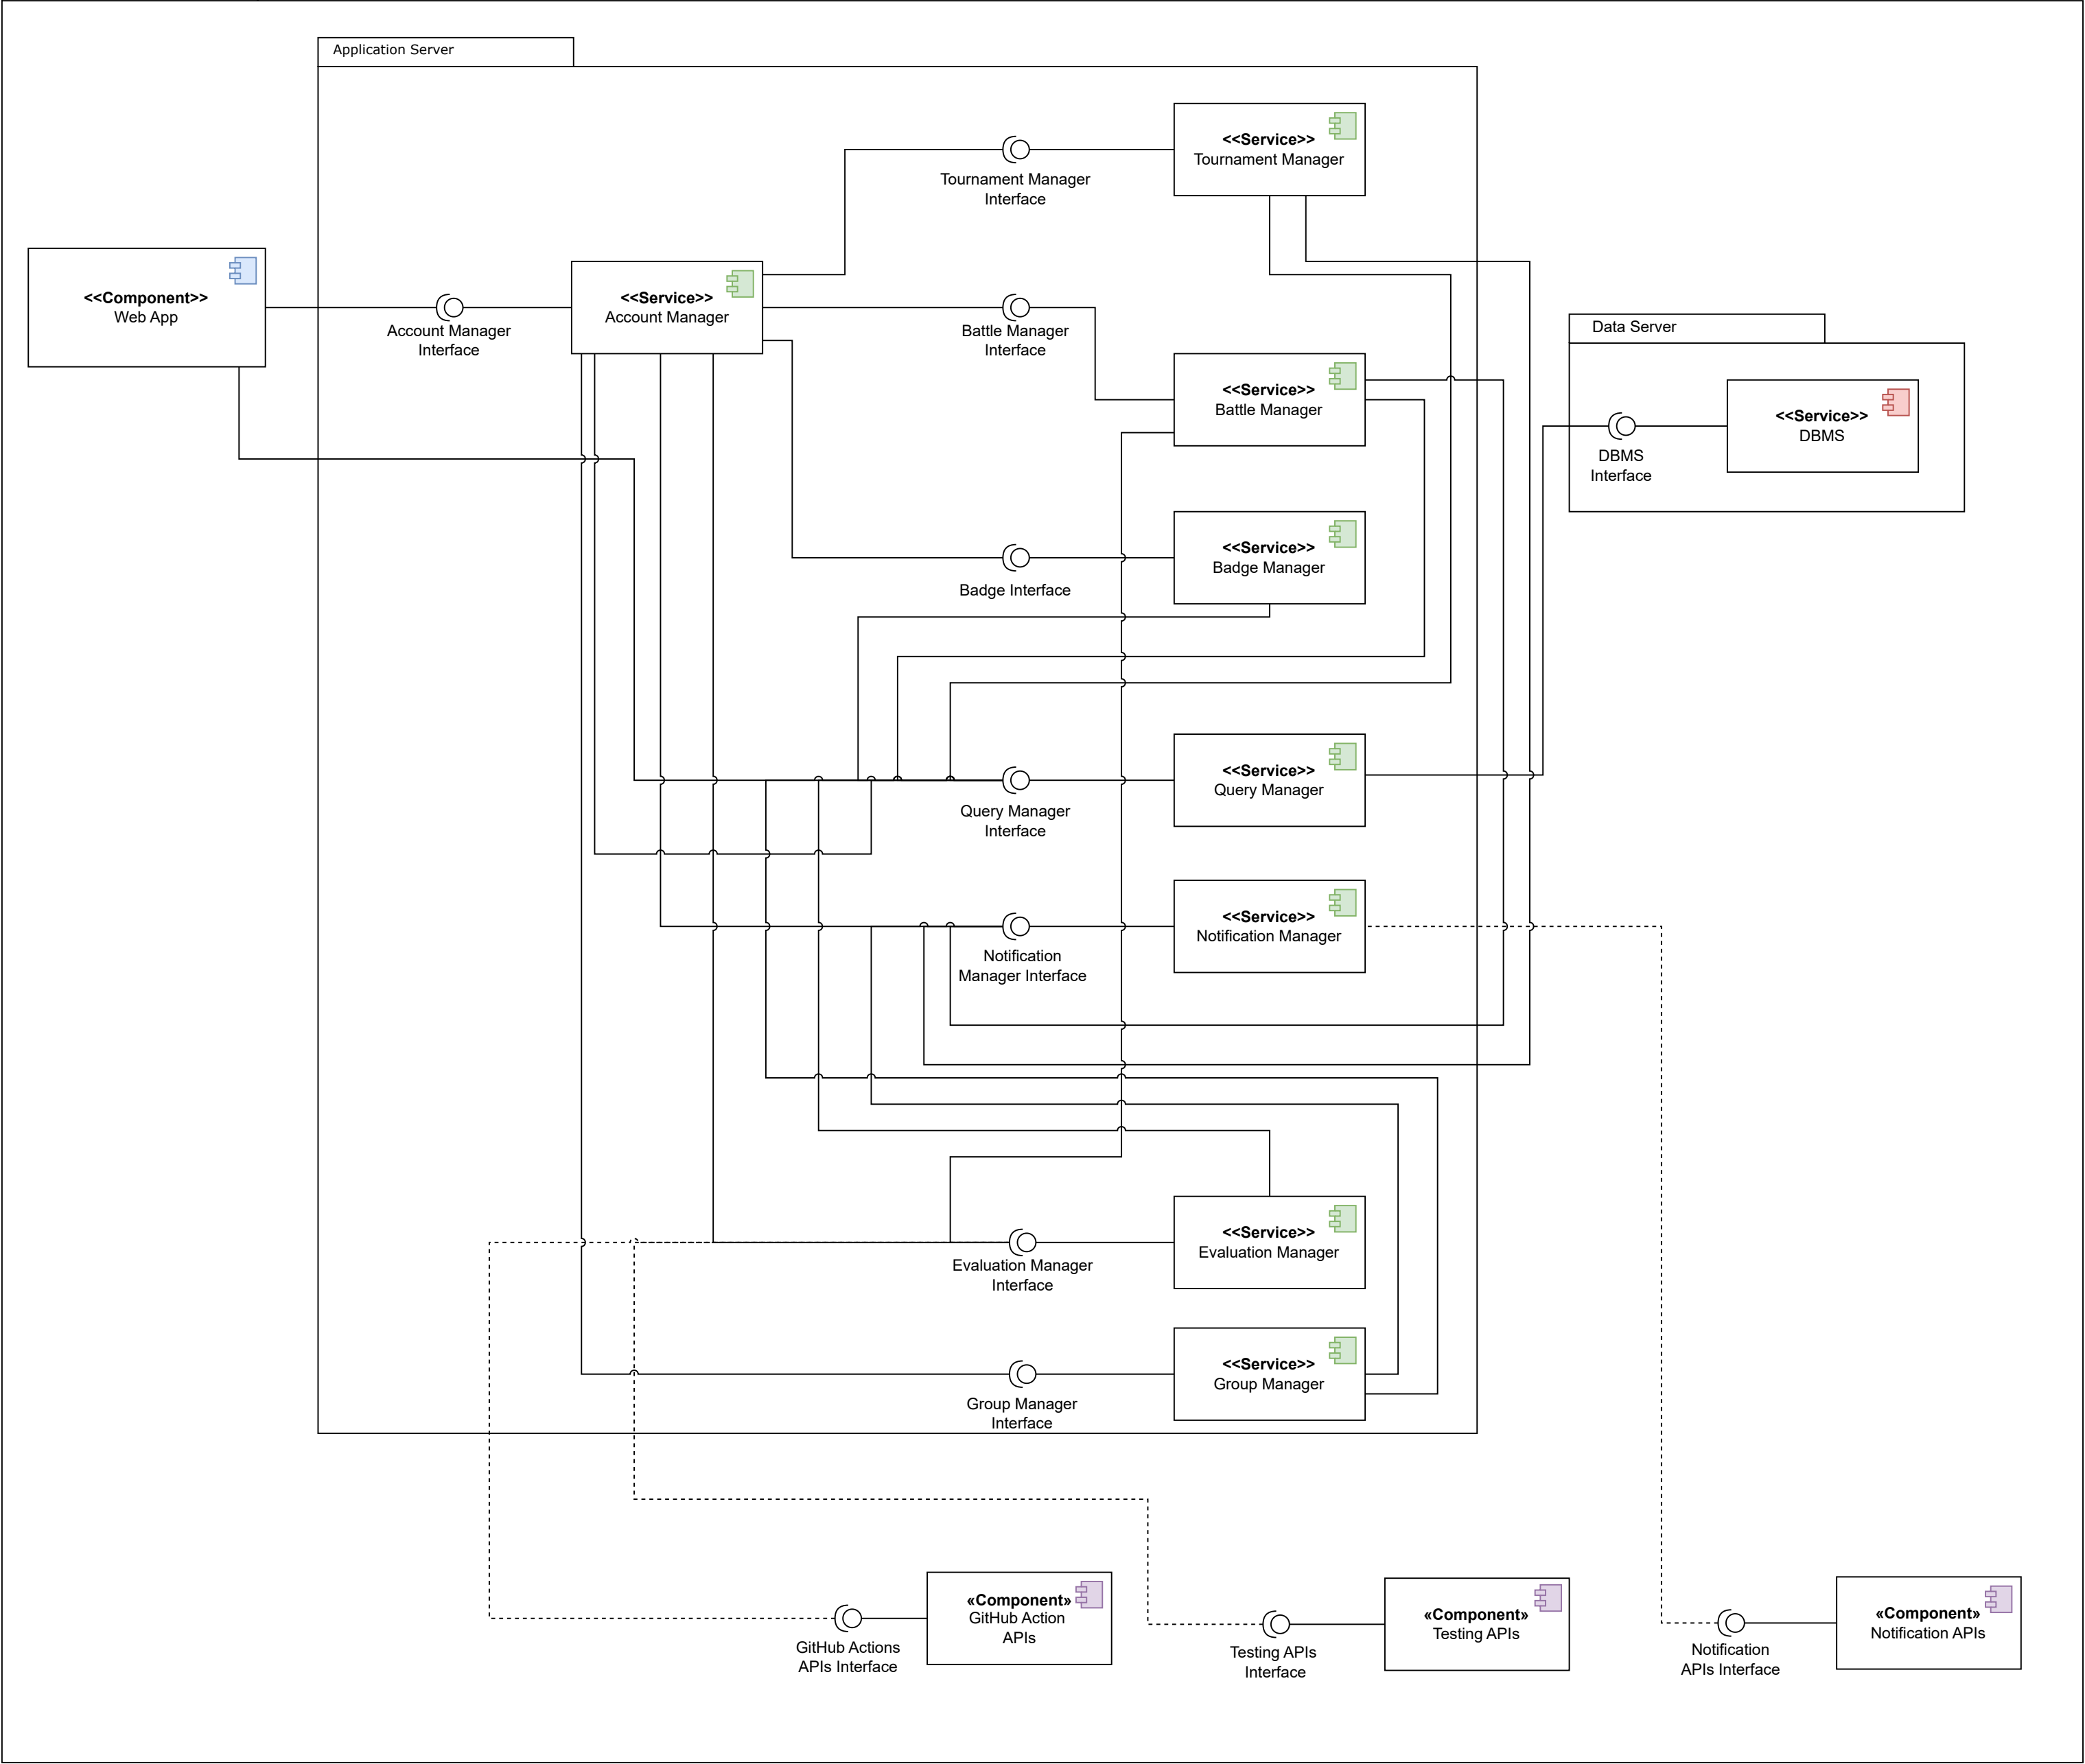 Application Server
<<Service>>
Tournament Manager
Tournament Manager
Interface
<<Component>>
Web App
Account Manager
Interface
<<Service>>
Account Manager
Battle Manager
Interface
<<Service>>
Battle Manager
Data Server
<<Service>>
DBMS
DBMS
Interface
<<Service>>
Badge Manager
Badge Interface
<<Service>>
Query Manager
Query Manager
Interface
<<Service>>
Notification Manager
Notification
Manager Interface
<<Service>>
Evaluation Manager
Evaluation Manager
Interface
<<Service>>
Group Manager
Group Manager
Interface
«Component»
GitHub Action
APIs
GitHub Actions
APIs Interface
«Component»
Testing APIs
Testing APIs
Interface
«Component»
Notification APIs
Notification
APIs Interface